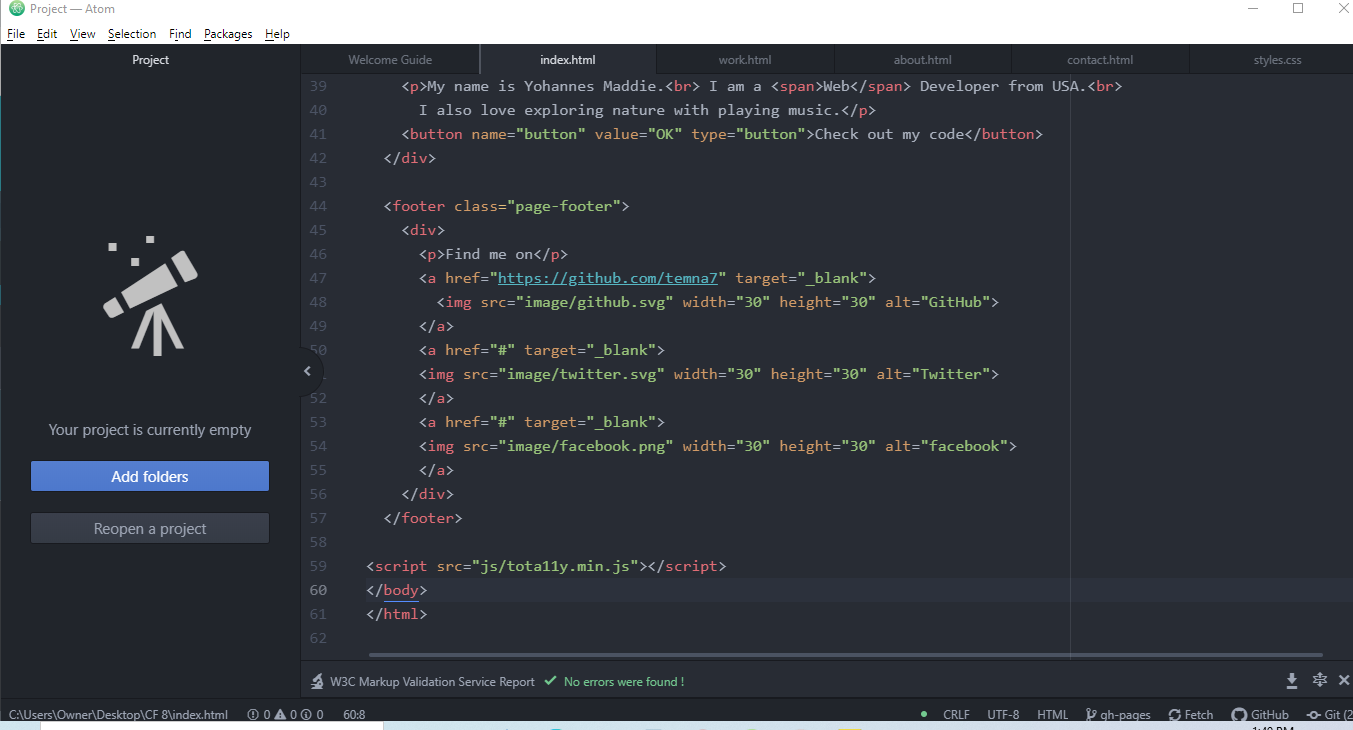 Project — Atom
File Edit View Selection Find Packages Help
Project
Welcome Guide index.html work.html about.html contact.html styles.css
39 <p>My name is Yohannes Maddie.<br> I am a <span>Web</span> Developer from USA.<br>
40 I also love exploring nature with playing music.</p>
41 <button name="button" value="OK" type="button">Check out my code</button>
42 </div>
43
44 <footer class="page-footer">
45 <div>
46 <p>Find me on</p>
47 <a href="https://github.com/temna7" target="_blank">
48 <img src="image/github.svg" width="30" height="30" alt="GitHub">
49 </a>
50 <a href="#" target="_blank">
<img src="image/twitter.svg" width="30" height="30" alt="Twitter">
52 </a>
53 <a href="#" target="_blank">
54 <img src="image/facebook.png" width="30" height="30" alt="facebook">
55 </a>
56 </div>
57 </footer>
58
59 <script src="js/tota11y.min.js"></script>
60 </body>
61 </html>
62
Your project is currently empty
Add folders
Reopen a project
W3C Markup Validation Service Report No errors were found !
C:\Users\Owner\Desktop\CF 8\index.html 0 0 0 60:8 CRLF UTF-8 HTML gh-pages Fetch GitHub Git (2